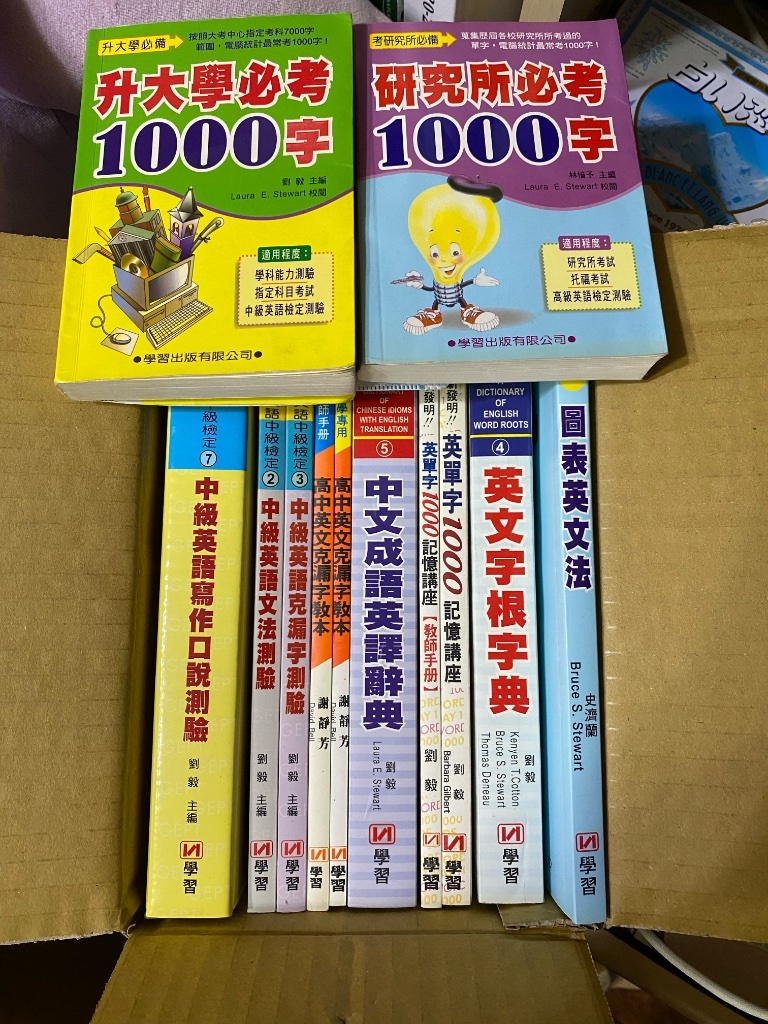 升大學必備
按照大考中心指定考科7000字
範圍,電腦統計最常考1000字!
升大學必考
1000字
劉 毅 主編
Laura E. Stewart 校閱
適用程度:
學科能力測驗
指定科目考試
中級英語檢定測驗
●學習出版有限公司●
考研究所必備
蒐集歷屆各校研究所所考過的
單字,電腦統計最常考1000字!
研究所必考
1000字
主編
Laura E. Stewart 校閱
適用程度:
研究所考試
托福考試
高級英語檢定測驗
●學習出版有限公司●
級檢定⑦
中級英語寫作口說測驗
劉 毅 主編
學習
語中級檢定②
中級英語文法測驗
劉 毅 主編
學習
語中級檢定③
中級英語克漏字測驗
劉 毅 主編
學習
師手册
高中英文克漏字教本
謝靜芳
David Bell
學習
學專用
高中英文克漏字教本
謝靜芳
David Bell
學習
OF
CHINESE IDIOMS
WITH ENGLISH
TRANSLATION
⑤
中文成語英譯辭典
劉 毅
Laura E. Stewart
學習
發明!!
英單字1000記憶講座【教師手册】
劉 毅
學習
新發明!!
英單字1000記憶講座
劉 毅
Barbara Gilbert
學習
DICTIONARY
OF
ENGLISH
WORD ROOTS
④
英文字根字典
劉 毅
Kenyen T.Cotton
Bruce S. Stewart
Thomas Deneau
學習
圖表英文法
史濟蘭
Bruce S. Stewart
學習